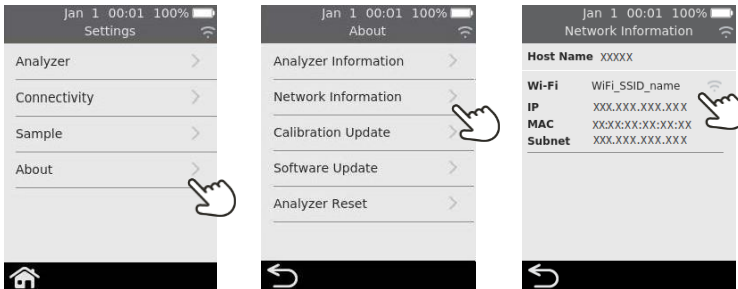 Jan 1 00:01 100%
Settings
Analyzer
Connectivity
Sample
About
Jan 1 00:01 100%
About
Analyzer Information
Network Information
Calibration Update
Software Update
Analyzer Reset
Jan 1 00:01 100%
Network Information
Host Name XXXXX
Wi-Fi WiFi_SSID_name
IP XXX.XXX.XXX.XXX
MAC XX:XX:XX:XX:XX:XX
Subnet XXX.XXX.XXX.XXX